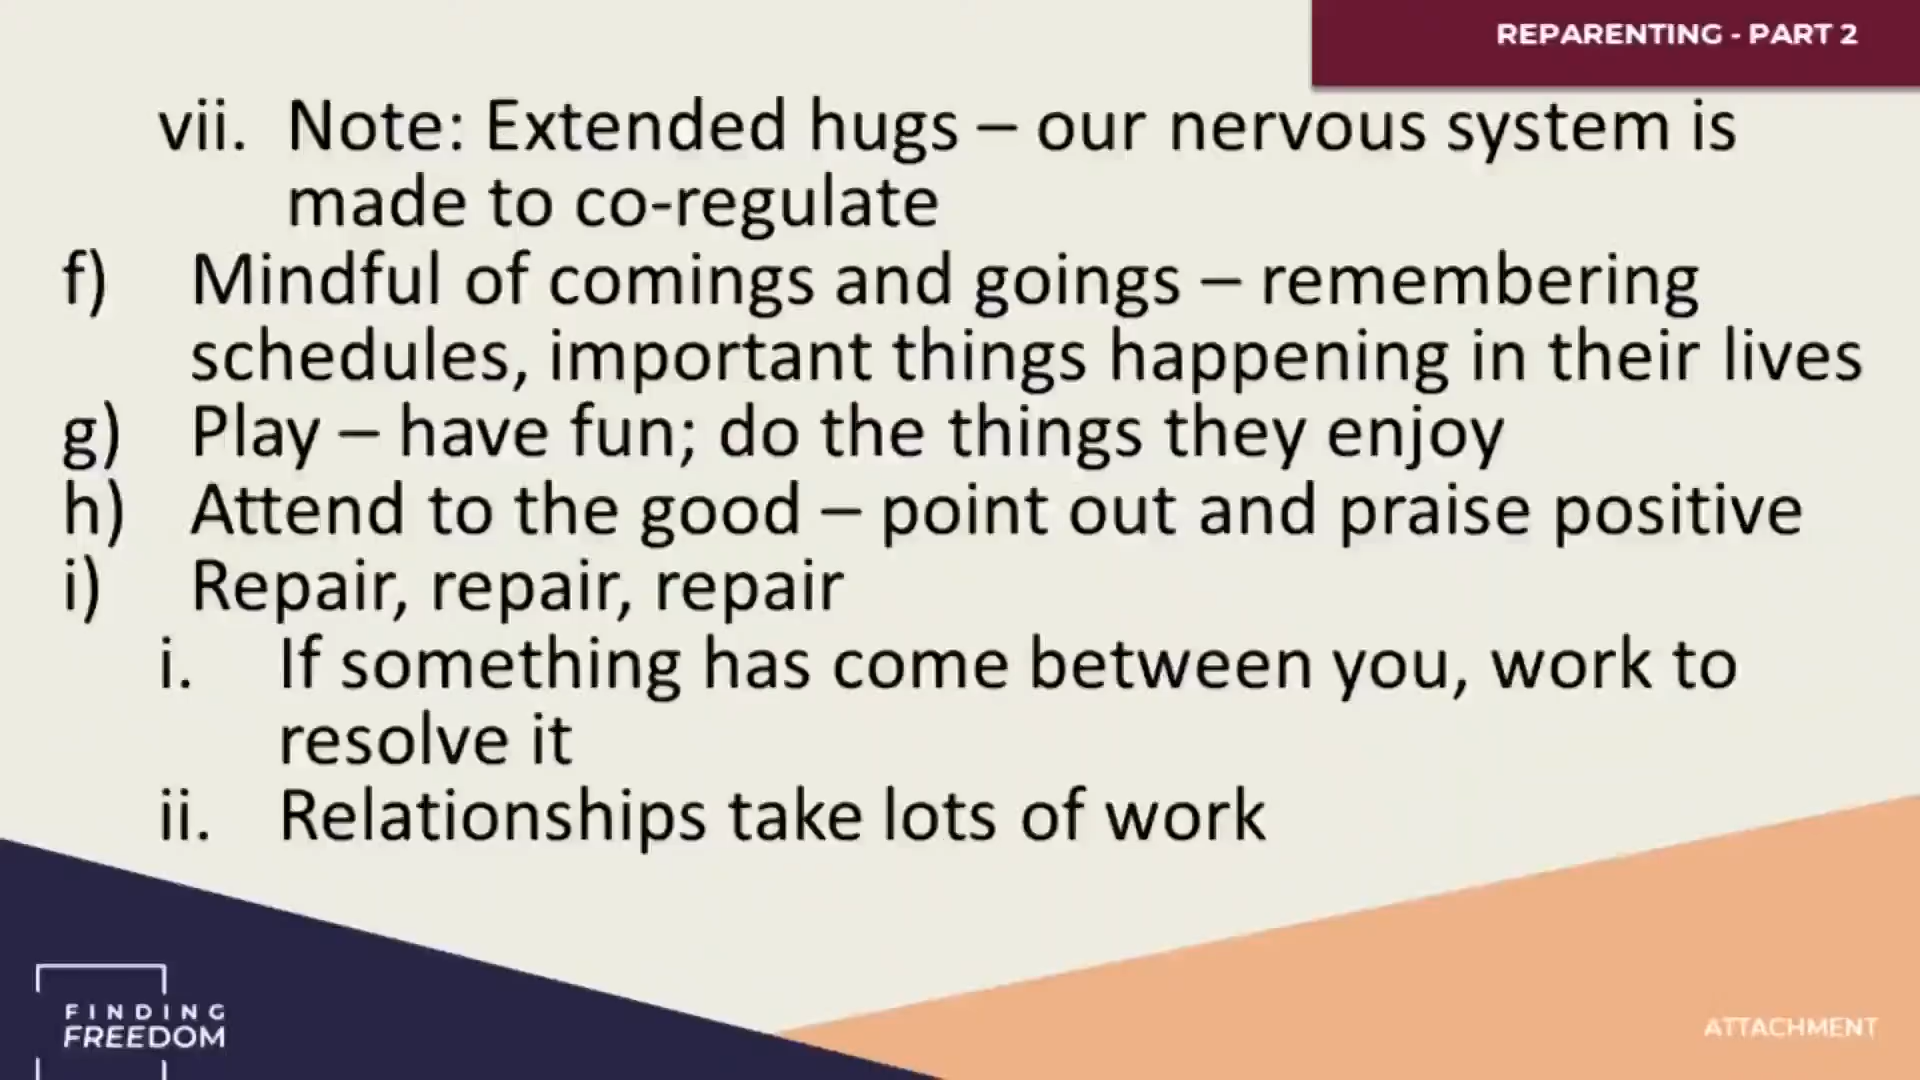 REPARENTING - PART 2
vii. Note: Extended hugs – our nervous system is
made to co-regulate
f) Mindful of comings and goings – remembering
schedules, important things happening in their lives
g) Play – have fun; do the things they enjoy
h) Attend to the good – point out and praise positive
i) Repair, repair, repair
i. If something has come between you, work to
resolve it
ii. Relationships take lots of work
FINDING
FREEDOM
ATTACHMENT